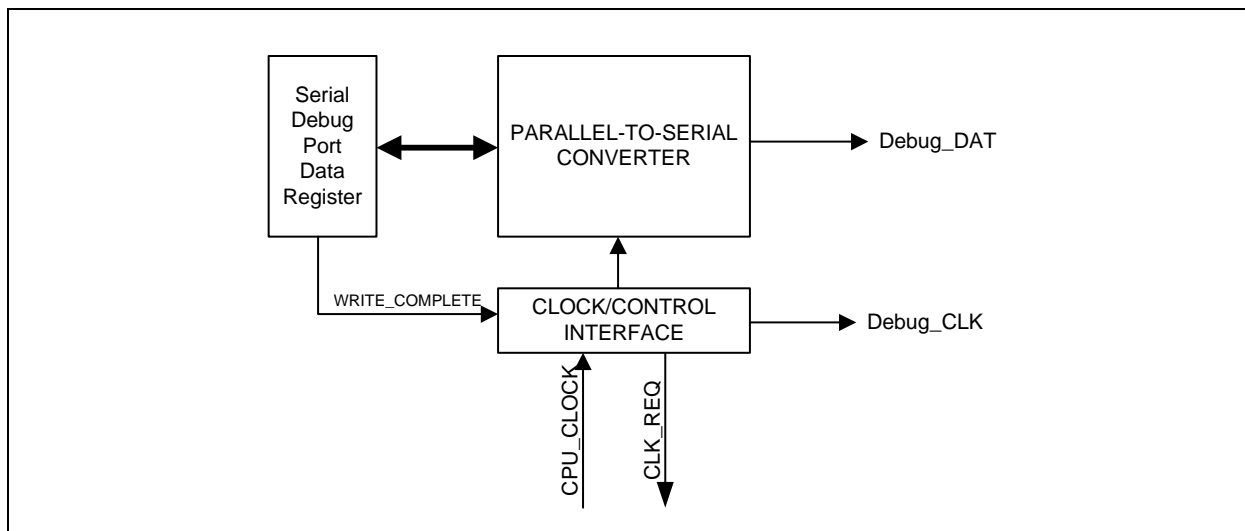 Serial
Debug
Port
Data
Register
PARALLEL-TO-SERIAL
CONVERTER
Debug_DAT
WRITE_COMPLETE
CLOCK/CONTROL
INTERFACE
Debug_CLK
CPU_CLOCK
CLK_REQ